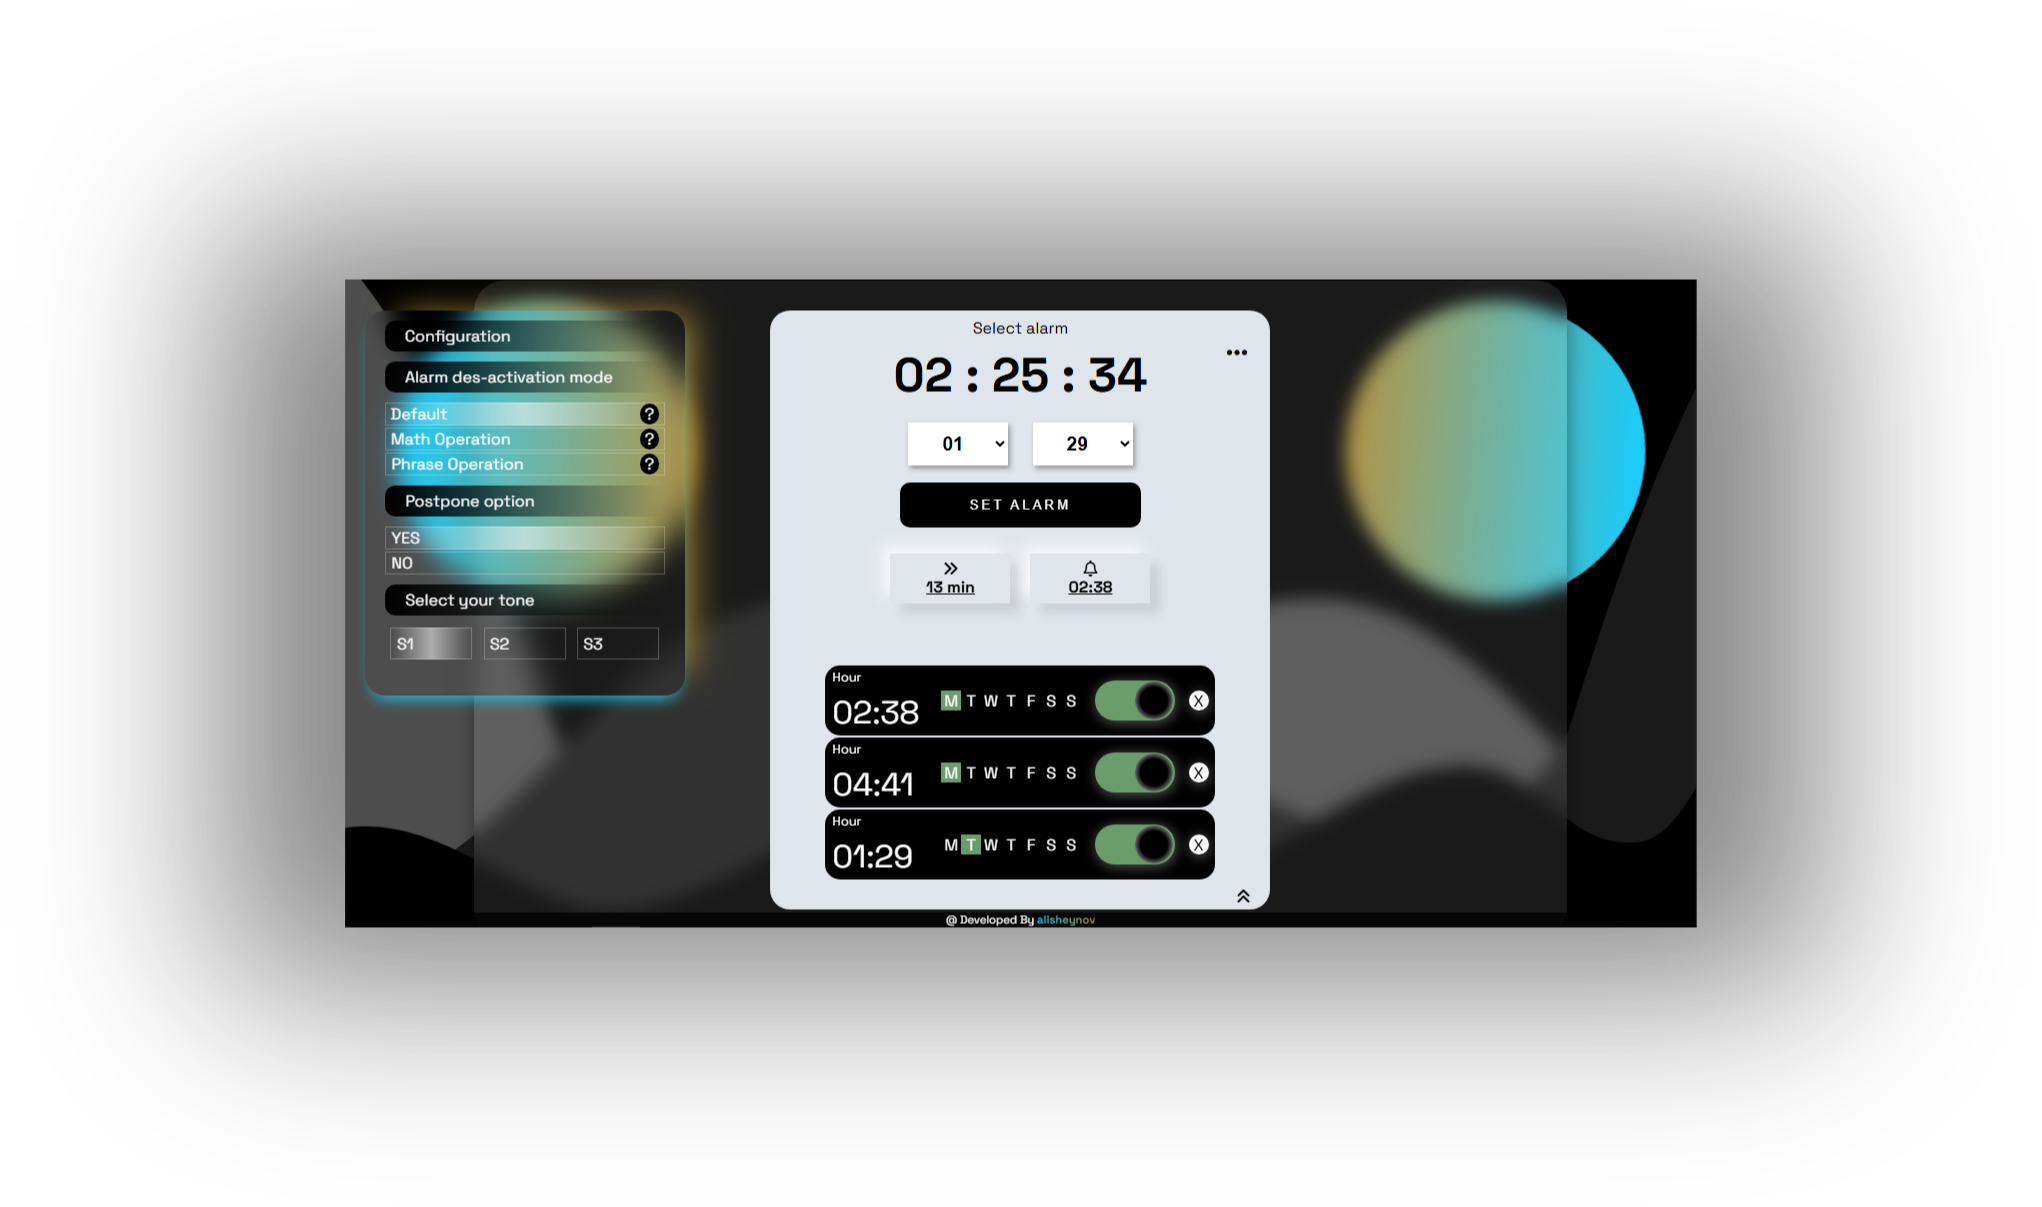 Configuration
Alarm des-activation mode
Default ?
Math Operation ?
Phrase Operation ?
Postpone option
YES
NO
Select your tone
S1 S2 S3
Select alarm
02 : 25 : 34
01 29
SET ALARM
13 min 02:38
Hour
02:38 M T W T F S S X
Hour
04:41 M T W T F S S X
Hour
01:29 M T W T F S S X
@ Developed By alisheynov